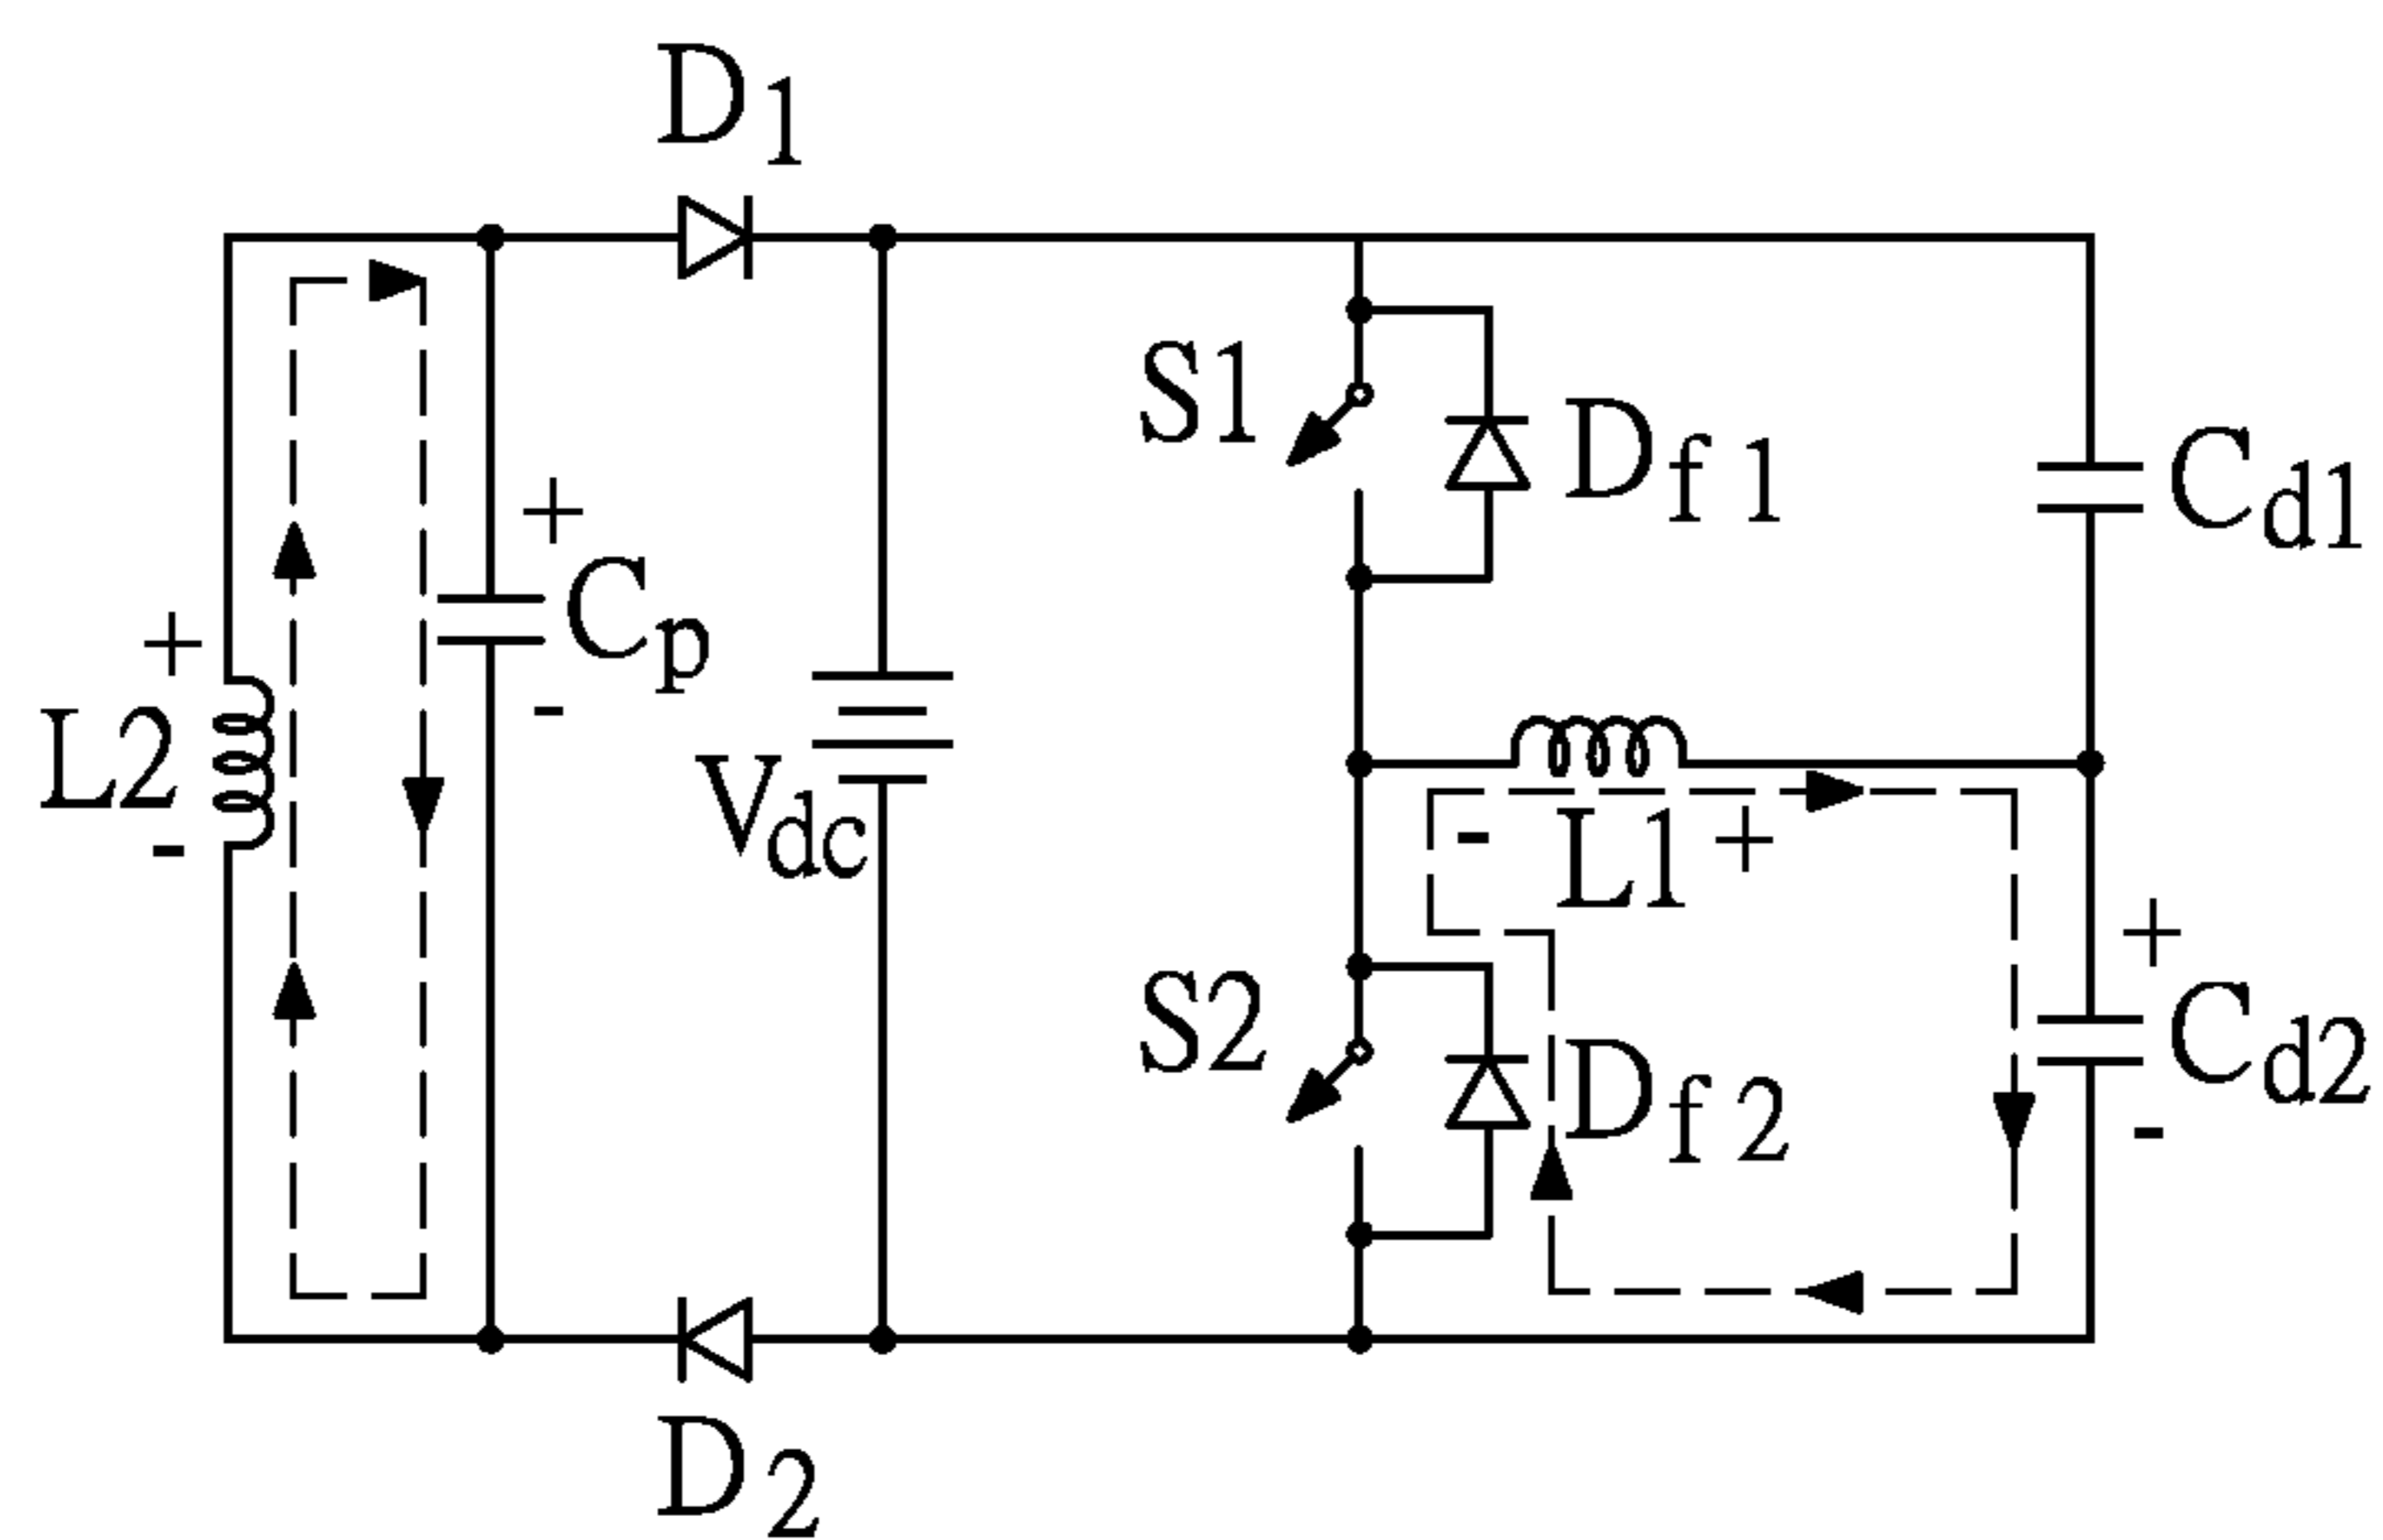 D1
S1
Df1
Cd1
+
Cp
-
+
L2
-
Vdc
- L1 +
+
S2
Df2
Cd2
-
D2